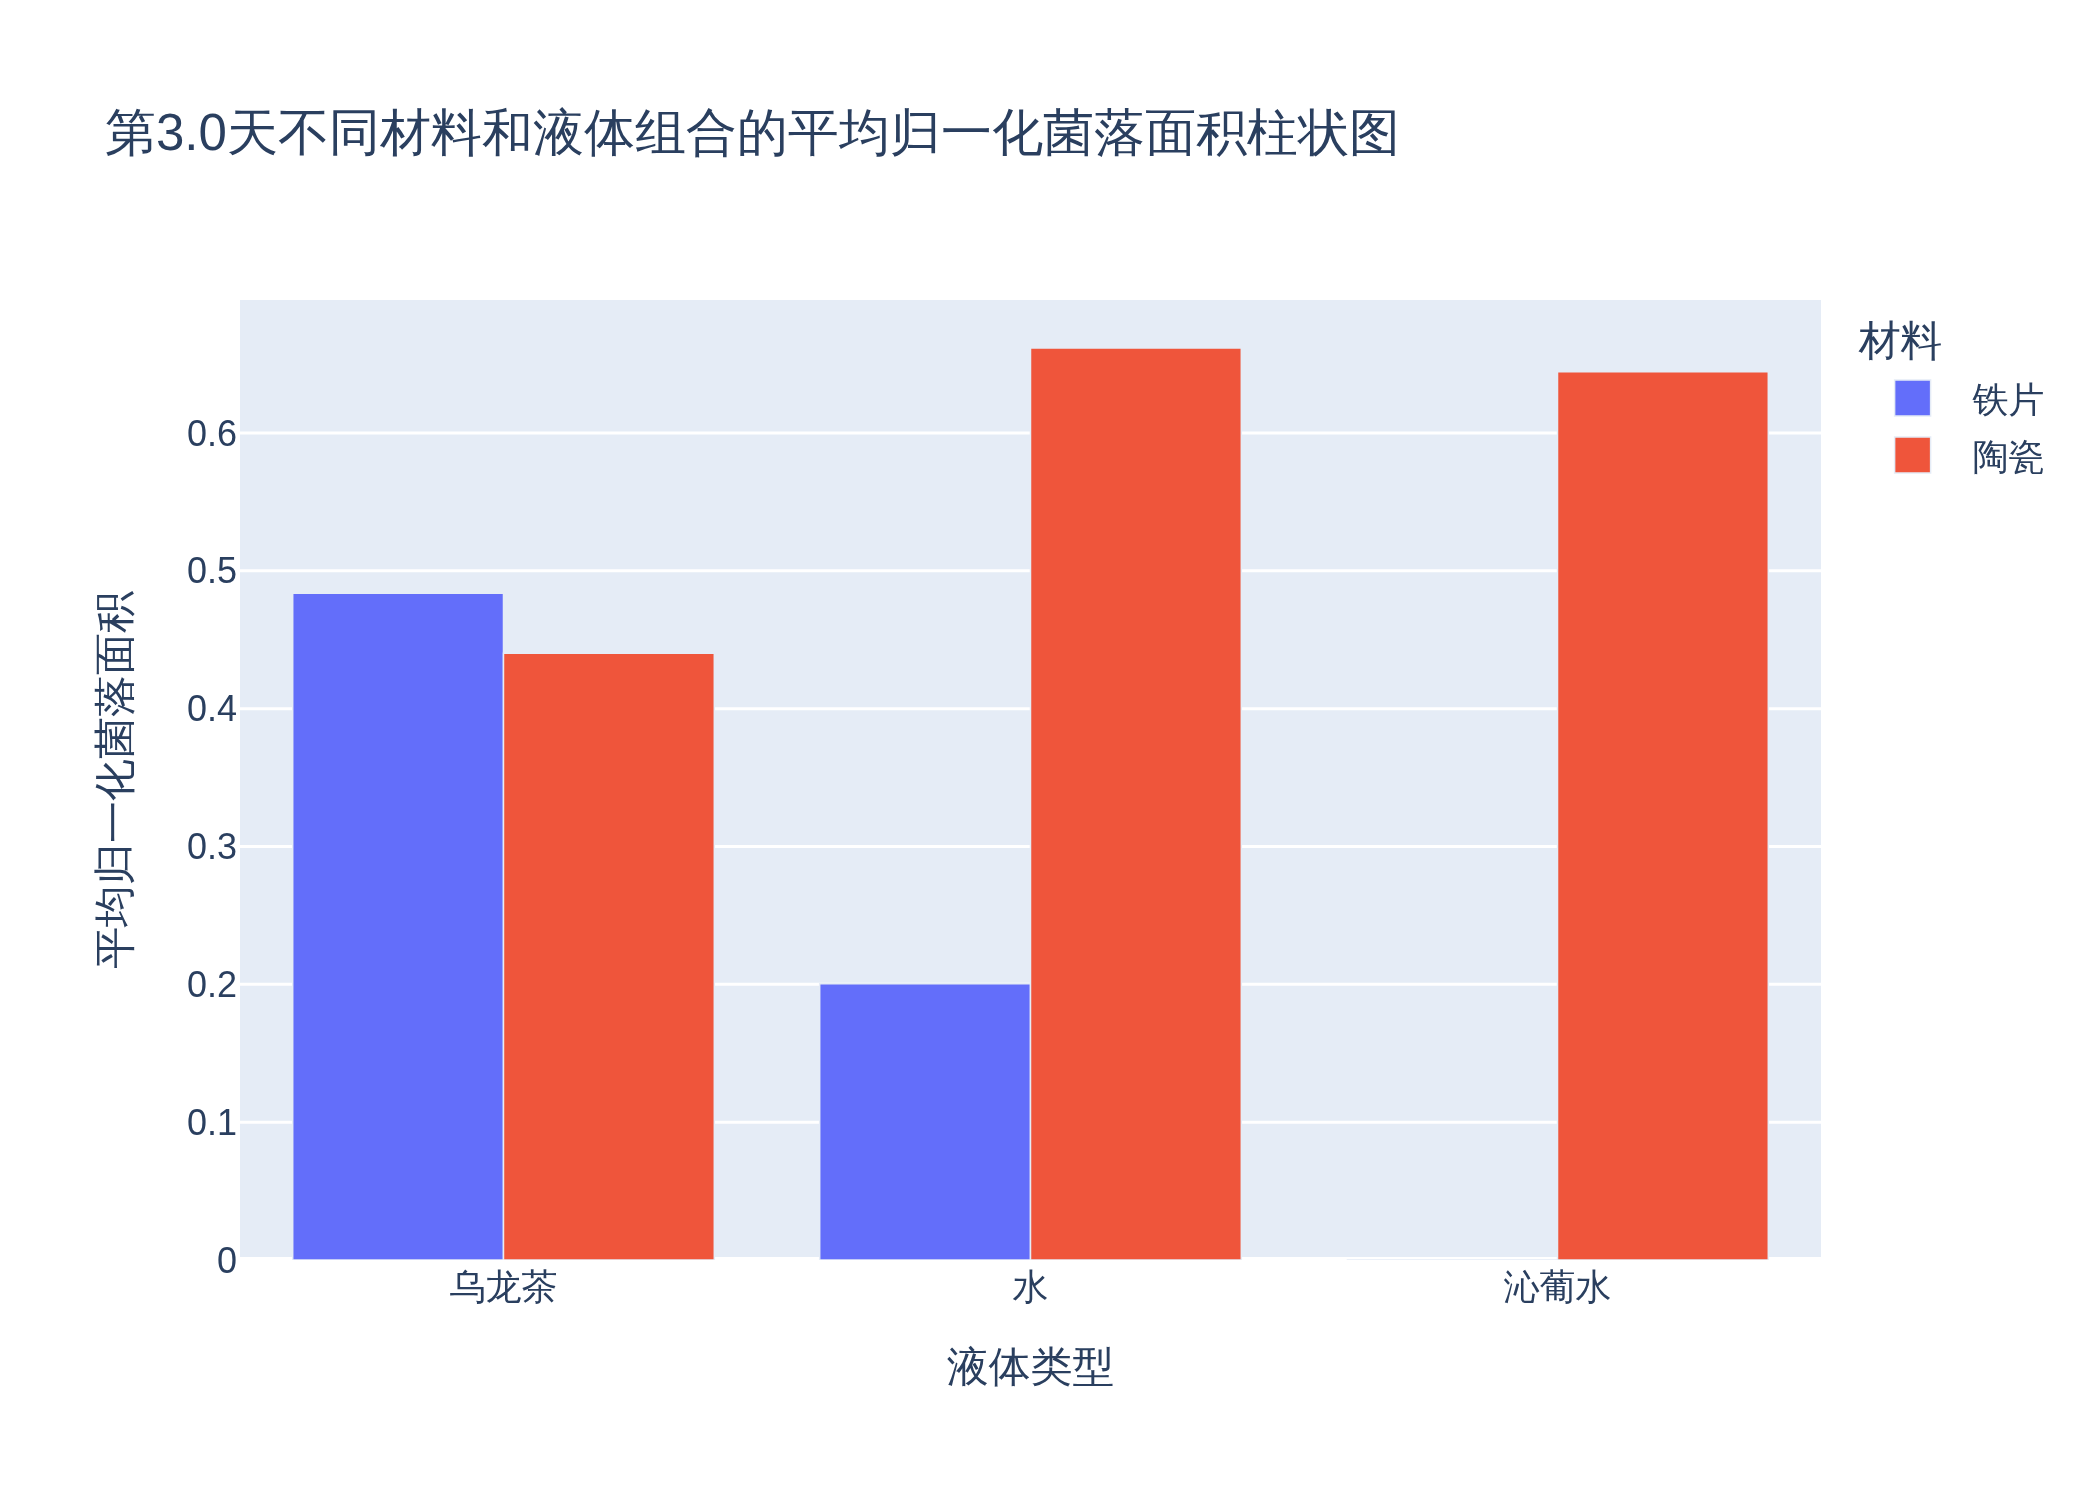 第3.0天不同材料和液体组合的平均归一化菌落面积柱状图
材料
铁片
陶瓷
平均归一化菌落面积
0.6
0.5
0.4
0.3
0.2
0.1
0
乌龙茶
水
沁葡水
液体类型